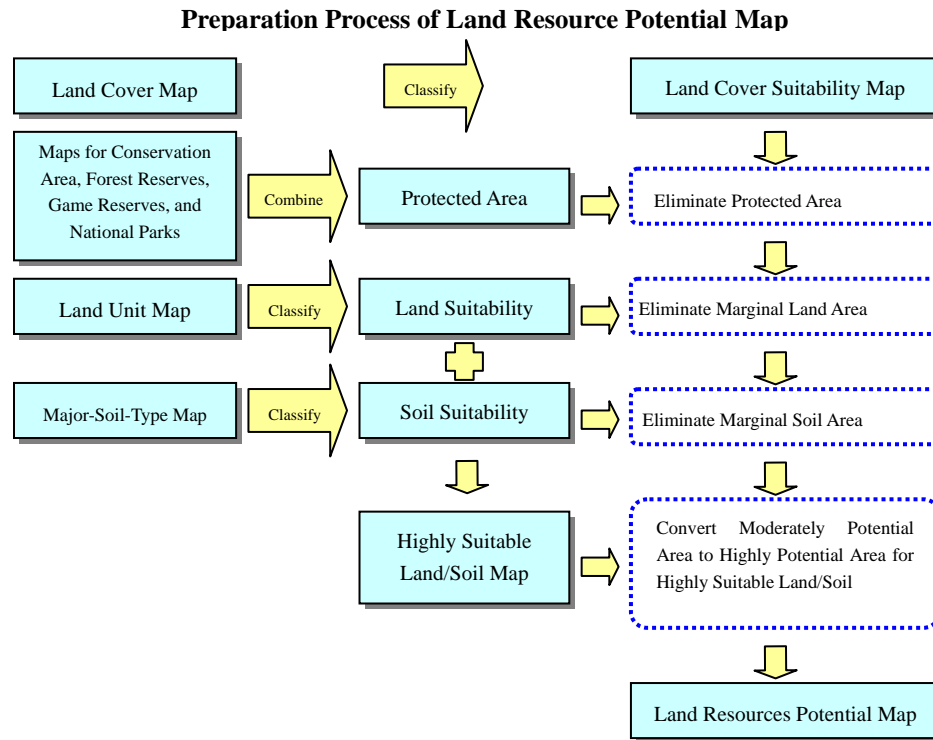 Preparation Process of Land Resource Potential Map
Land Cover Map
Classify
Land Cover Suitability Map
Maps for Conservation
Area, Forest Reserves,
Game Reserves, and
National Parks
Combine
Protected Area
Eliminate Protected Area
Land Unit Map
Classify
Land Suitability
Eliminate Marginal Land Area
Major-Soil-Type Map
Classify
Soil Suitability
Eliminate Marginal Soil Area
Highly Suitable
Land/Soil Map
Convert Moderately Potential
Area to Highly Potential Area for
Highly Suitable Land/Soil
Land Resources Potential Map